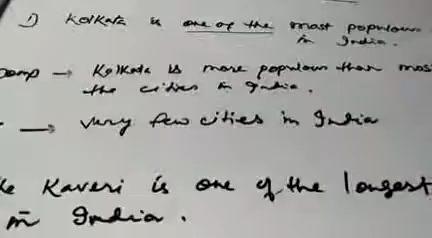 1) Kolkata is one of the most populous
in India.
comp → Kolkata is more populous than mos
the cities in India.
→ Very few cities in India
Kaveri is one of the longest
in India.